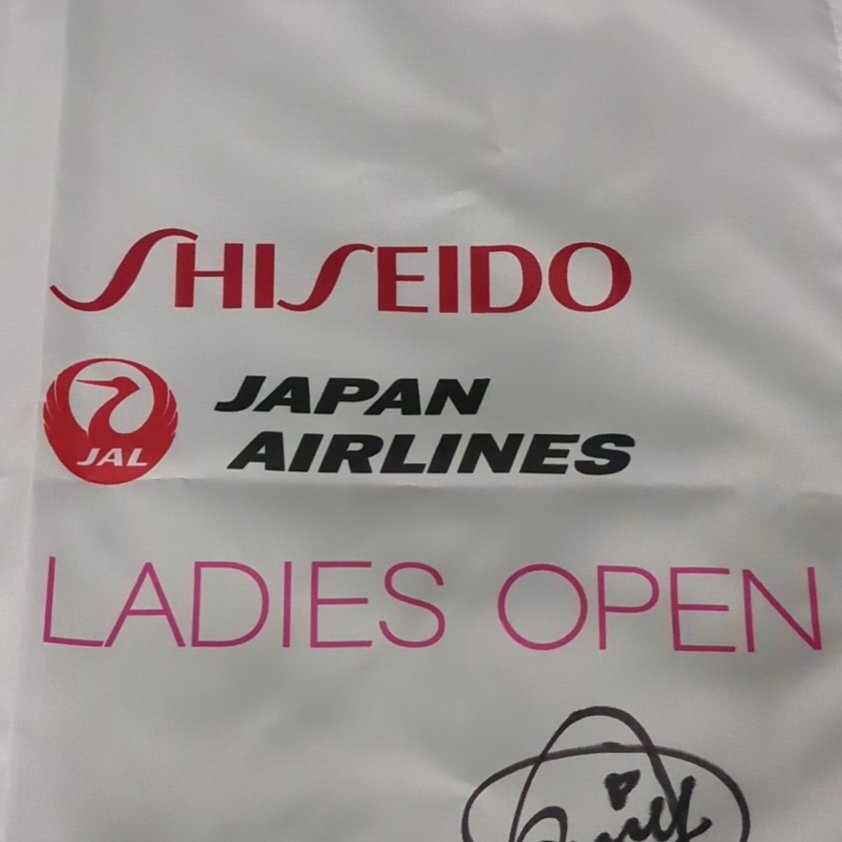 SHISEIDO
JAL
JAPAN
AIRLINES
LADIES OPEN